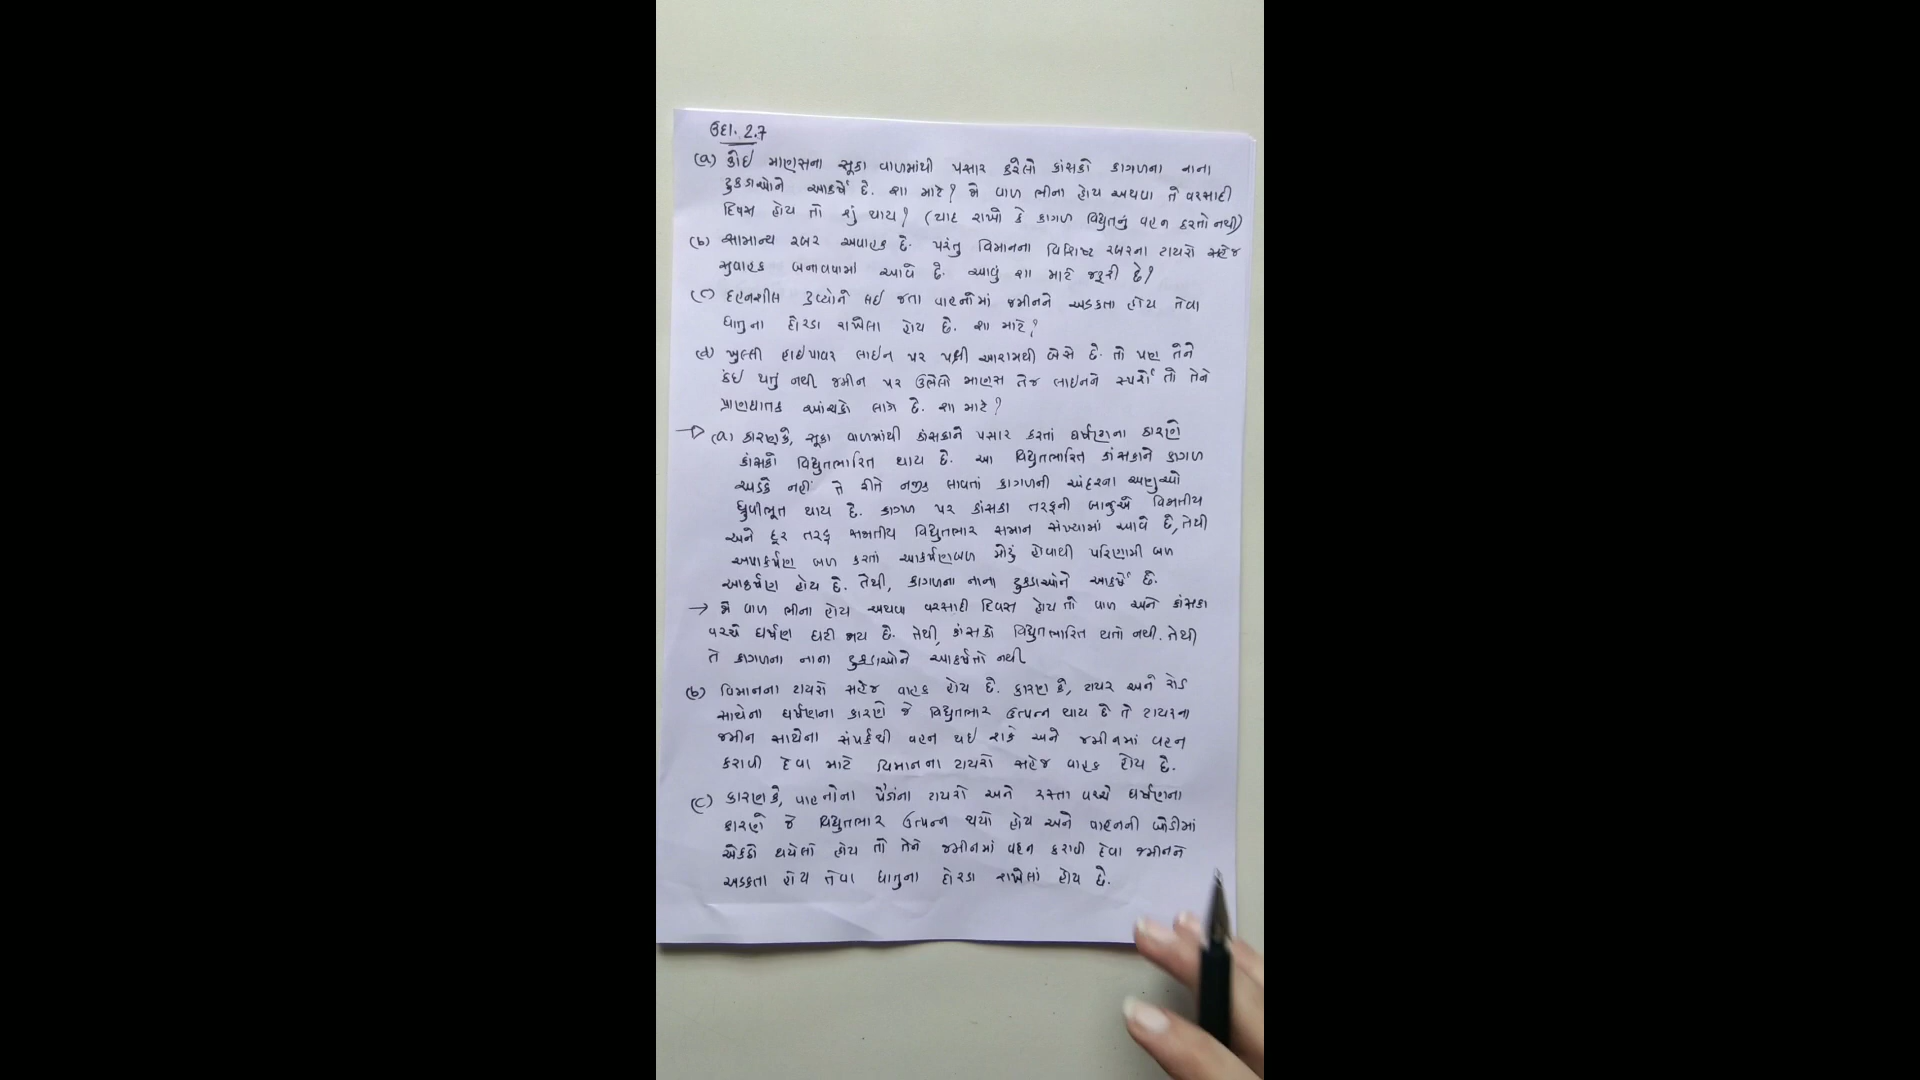 ઉદા. 2.7
(a) કોઈ માણસના સૂકા વાળમાંથી પસાર કરેલો કાંસકો કાગળના નાના
ટુકડાઓને આકર્ષે છે. શા માટે? જો વાળ ભીના હોય અથવા તે વરસાદી
દિવસ હોય તો શું થાય? (યાદ રાખો કે કાગળ વિદ્યુતનું વહન કરતો નથી)
(b) સામાન્ય રબર અવાહક છે. પરંતુ વિમાનના વિશિષ્ટ રબરના ટાયરો સહેજ
સુવાહક બનાવવામાં આવે છે. આવું શા માટે જરૂરી છે?
(c) દહનશીલ દ્રવ્યોને લઈ જતા વાહનોમાં જમીનને અડકતા હોય તેવા
ધાતુના દોરડા રાખેલા હોય છે. શા માટે?
(d) ખુલ્લી હાઈપાવર લાઈન પર પક્ષી આરામથી બેસે છે. તો પણ તેને
કંઈ થતું નથી જમીન પર ઉભેલો માણસ તેજ લાઇનને સ્પર્શે તો તેને
પ્રાણઘાતક આંચકો લાગે છે. શા માટે?
→ (a) કારણકે, સૂકા વાળમાંથી કાંસકાને પસાર કરતાં ઘર્ષણના કારણે
કાંસકો વિદ્યુતભારિત થાય છે. આ વિદ્યુતભારિત કાંસકાને કાગળ
અડકે નહીં તે રીતે નજીક લાવતાં કાગળની અંદરના અણુઓ
ધ્રુવીભૂત થાય છે. કાગળ પર કાંસકા તરફની બાજુએ વિજાતીય
અને દૂર તરફ સજાતીય વિદ્યુતભાર સમાન સંખ્યામાં આવે છે, તેથી
અપાકર્ષણ બળ કરતાં આકર્ષણબળ મોટું હોવાથી પરિણામી બળ
આકર્ષણ હોય છે. તેથી, કાગળના નાના ટુકડાઓને આકર્ષે છે.
→ જો વાળ ભીના હોય અથવા વરસાદી દિવસ હોય તો વાળ અને કાંસકા
વચ્ચે ઘર્ષણ ઘટી જાય છે. તેથી, કાંસકો વિદ્યુતભારિત થતો નથી. તેથી
તે કાગળના નાના ટુકડાઓને આકર્ષતો નથી
(b) વિમાનના ટાયરો સહેજ વાહક હોય છે. કારણ કે, ટાયર અને રોડ
સાથેના ઘર્ષણના કારણે જે વિદ્યુતભાર ઉત્પન્ન થાય છે તે ટાયરના
જમીન સાથેના સંપર્કથી વહન થઇ શકે અને જમીનમાં વહન
કરાવી દેવા માટે વિમાનના ટાયરો સહેજ વાહક હોય છે.
(c) કારણ કે, વાહનોના પૈડાંના ટાયરો અને રસ્તા વચ્ચે ઘર્ષણના
કારણે જે વિદ્યુતભાર ઉત્પન્ન થયો હોય અને વાહનની બોડીમાં
એકઠો થયેલો હોય તો તેને જમીનમાં વહન કરાવી દેવા જમીનને
અડકતા હોય તેવા ધાતુના દોરડા રાખેલાં હોય છે.